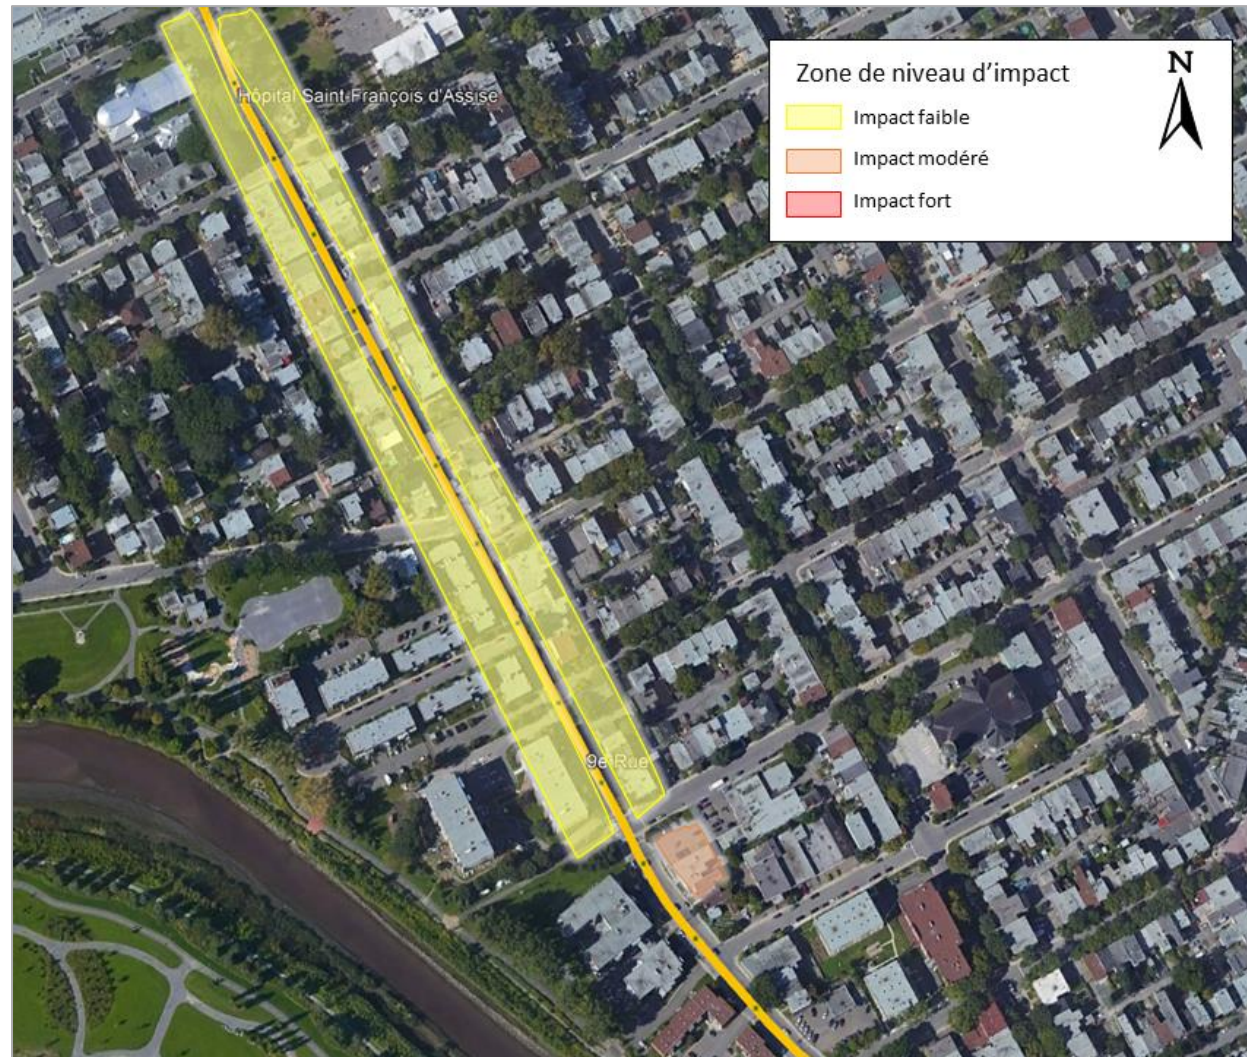 Zone de niveau d’impact
N
Impact faible
Impact modéré
Impact fort
Hôpital Saint-François d'Assise
9e Rue